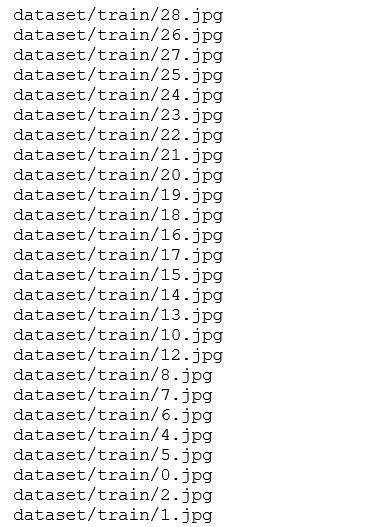 dataset/train/28.jpg
dataset/train/26.jpg
dataset/train/27.jpg
dataset/train/25.jpg
dataset/train/24.jpg
dataset/train/23.jpg
dataset/train/22.jpg
dataset/train/21.jpg
dataset/train/20.jpg
dataset/train/19.jpg
dataset/train/18.jpg
dataset/train/16.jpg
dataset/train/17.jpg
dataset/train/15.jpg
dataset/train/14.jpg
dataset/train/13.jpg
dataset/train/10.jpg
dataset/train/12.jpg
dataset/train/8.jpg
dataset/train/7.jpg
dataset/train/6.jpg
dataset/train/4.jpg
dataset/train/5.jpg
dataset/train/0.jpg
dataset/train/2.jpg
dataset/train/1.jpg